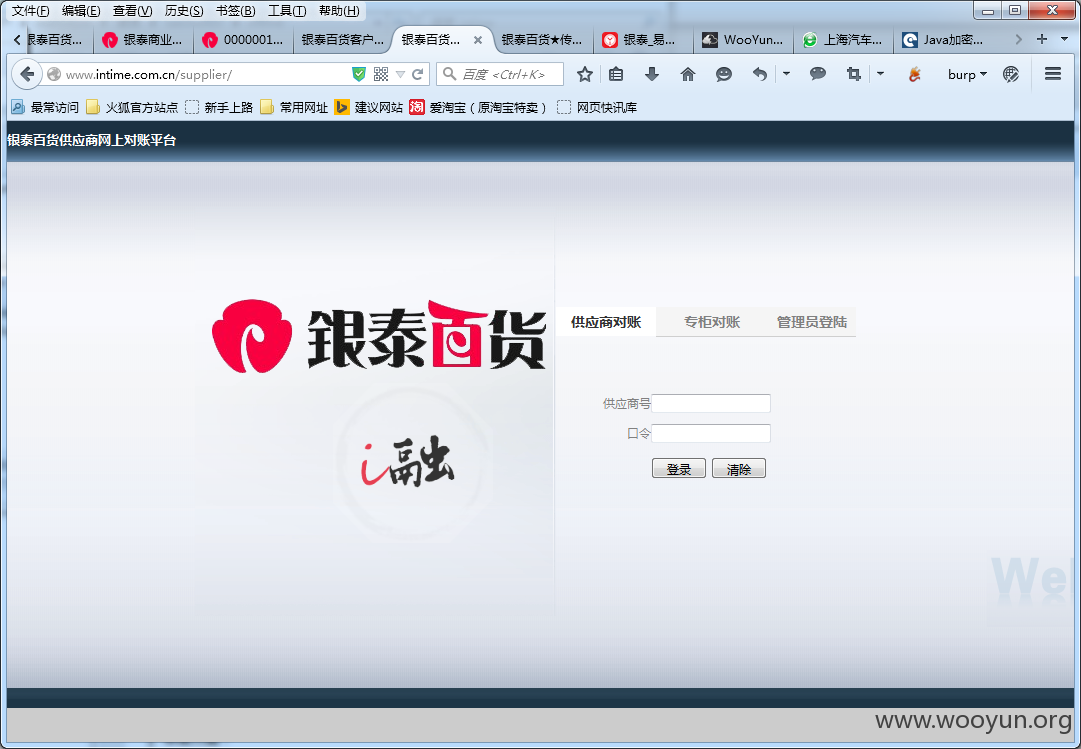 文件(F) 编辑(E) 查看(V) 历史(S) 书签(B) 工具(T) 帮助(H)
银泰百货... 银泰商业... 0000001... 银泰百货客户... 银泰百货... 银泰百货★传... 银泰_易... WooYun... 上海汽车... Java加密...
www.intime.com.cn/supplier/ 百度 <Ctrl+K> burp
最常访问 火狐官方站点 新手上路 常用网址 建议网站 爱淘宝（原淘宝特卖） 网页快讯库
银泰百货供应商网上对账平台
银泰百货
i融
供应商对账 专柜对账 管理员登陆
供应商号
口令
登录 清除
Wel
www.wooyun.org